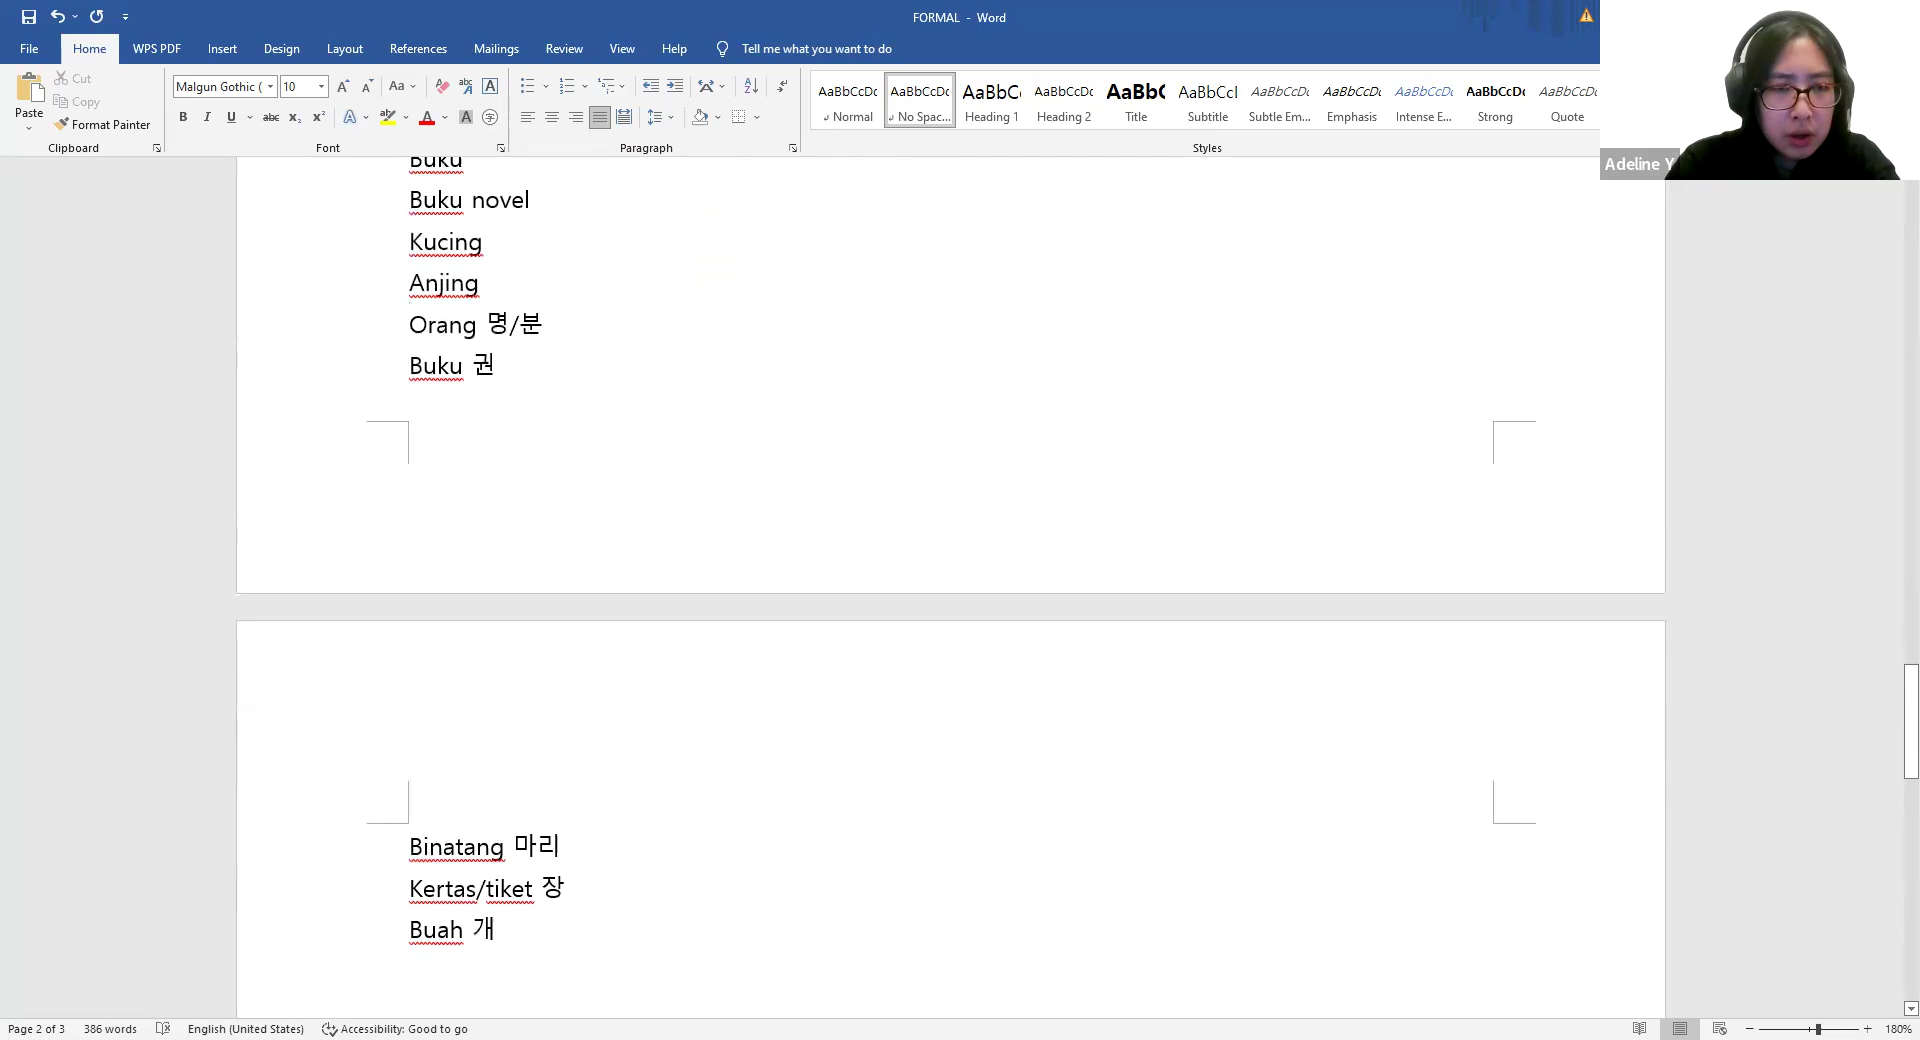 FORMAL - Word
File Home WPS PDF Insert Design Layout References Mailings Review View Help Tell me what you want to do
Paste
Cut
Copy
Format Painter
Clipboard
Malgun Gothic ( 10
Font
Paragraph
AaBbCcDc AaBbCcDc AaBbC AaBbCcDc AaBbC AaBbCcl AaBbCcDc AaBbCcDc AaBbCcDc AaBbCcDc AaBbCcDc
Normal No Spac... Heading 1 Heading 2 Title Subtitle Subtle Em... Emphasis Intense E... Strong Quote
Styles
Adeline Y
Buku
Buku novel
Kucing
Anjing
Orang 명/분
Buku 권
Binatang 마리
Kertas/tiket 장
Buah 개
Page 2 of 3 386 words English (United States) Accessibility: Good to go 180%